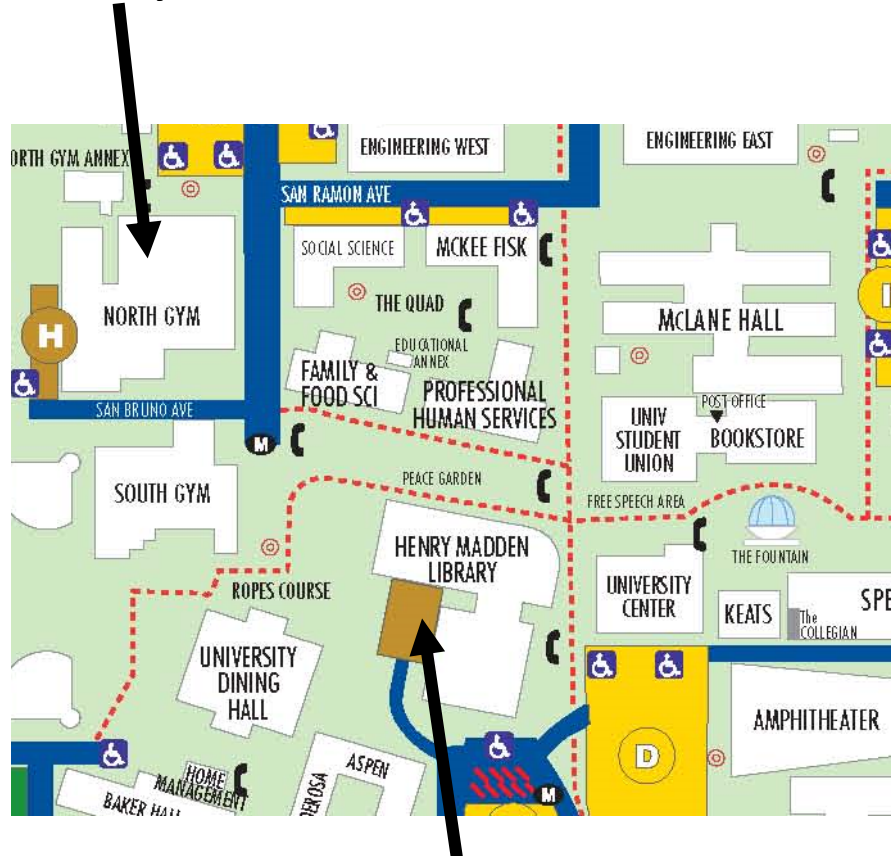 ENGINEERING WEST
ENGINEERING EAST
ORTH GYM ANNEX
SAN RAMON AVE
SOCIAL SCIENCE
MCKEE FISK
NORTH GYM
H
THE QUAD
EDUCATIONAL
ANNEX
FAMILY &
FOOD SCI
PROFESSIONAL
HUMAN SERVICES
McLANE HALL
SAN BRUNO AVE
POST OFFICE
UNIV
STUDENT
UNION
BOOKSTORE
M
SOUTH GYM
PEACE GARDEN
FREE SPEECH AREA
HENRY MADDEN
LIBRARY
THE FOUNTAIN
ROPES COURSE
UNIVERSITY
CENTER
KEATS
The
COLLEGIAN
SPE
UNIVERSITY
DINING
HALL
AMPHITHEATER
D
ASPEN
HOME
MANAGEMENT
BAKER HAL
DEROSA
M